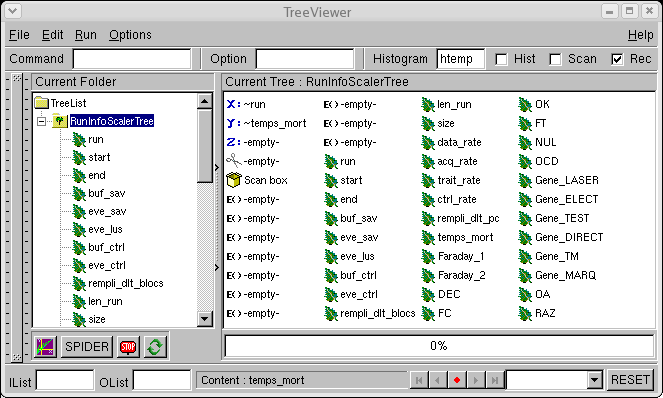 TreeViewer
File Edit Run Options Help
Command Option Histogram htemp Hist Scan Rec
Current Folder
TreeList
RunInfoScalerTree
run
start
end
buf_sav
eve_sav
eve_lus
buf_ctrl
eve_ctrl
rempli_dlt_blocs
len_run
size
SPIDER STOP
Current Tree : RunInfoScalerTree
X: ~run E() -empty- len_run OK
Y: ~temps_mort E() -empty- size FT
Z: -empty- E() -empty- data_rate NUL
-empty- run acq_rate OCD
Scan box start trait_rate Gene_LASER
E() -empty- end ctrl_rate Gene_ELECT
E() -empty- buf_sav rempli_dlt_pc Gene_TEST
E() -empty- eve_sav temps_mort Gene_DIRECT
E() -empty- eve_lus Faraday_1 Gene_TM
E() -empty- buf_ctrl Faraday_2 Gene_MARQ
E() -empty- eve_ctrl DEC OA
E() -empty- rempli_dlt_blocs FC RAZ
0%
IList OList Content : temps_mort RESET